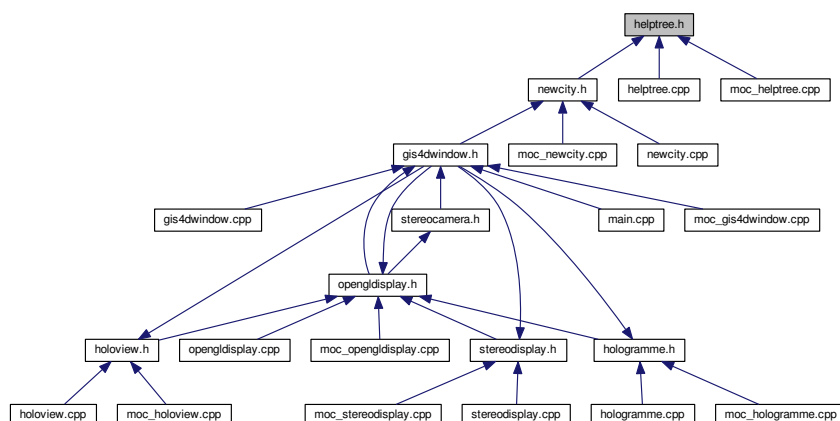 helptree.h
newcity.h
helptree.cpp
moc_helptree.cpp
gis4dwindow.h
moc_newcity.cpp
newcity.cpp
gis4dwindow.cpp
stereocamera.h
main.cpp
moc_gis4dwindow.cpp
opengldisplay.h
holoview.h
opengldisplay.cpp
moc_opengldisplay.cpp
stereodisplay.h
hologramme.h
holoview.cpp
moc_holoview.cpp
moc_stereodisplay.cpp
stereodisplay.cpp
hologramme.cpp
moc_hologramme.cpp